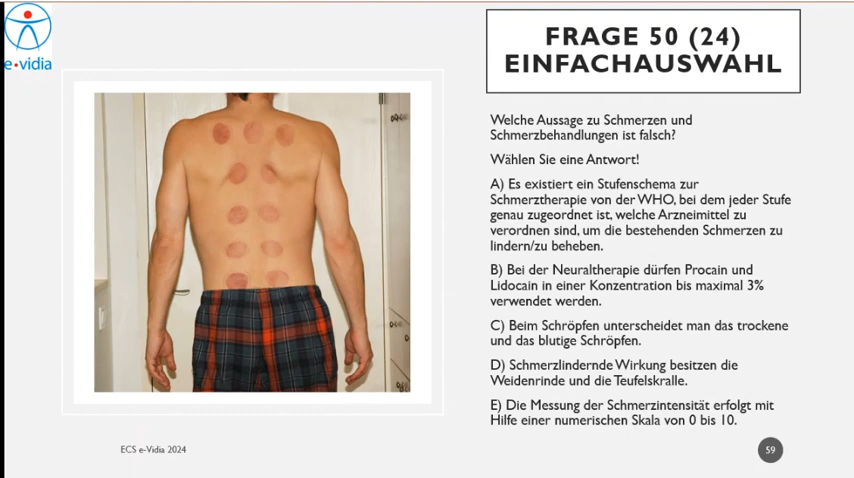 e•vidia
FRAGE 50 (24)
EINFACHAUSWAHL
Welche Aussage zu Schmerzen und
Schmerzbehandlungen ist falsch?
Wählen Sie eine Antwort!
A) Es existiert ein Stufenschema zur
Schmerztherapie von der WHO, bei dem jeder Stufe
genau zugeordnet ist, welche Arzneimittel zu
verordnen sind, um die bestehenden Schmerzen zu
lindern/zu beheben.
B) Bei der Neuraltherapie dürfen Procain und
Lidocain in einer Konzentration bis maximal 3%
verwendet werden.
C) Beim Schröpfen unterscheidet man das trockene
und das blutige Schröpfen.
D) Schmerzlindernde Wirkung besitzen die
Weidenrinde und die Teufelskralle.
E) Die Messung der Schmerzintensität erfolgt mit
Hilfe einer numerischen Skala von 0 bis 10.
ECS e-Vidia 2024
59